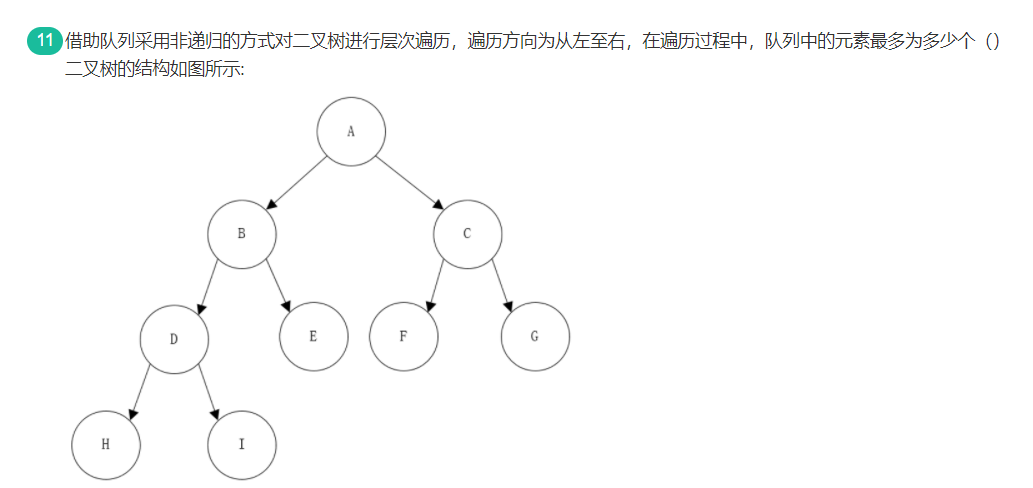 11 借助队列采用非递归的方式对二叉树进行层次遍历，遍历方向为从左至右，在遍历过程中，队列中的元素最多为多少个（）
二叉树的结构如图所示:
A
B
C
D
E
F
G
H
I